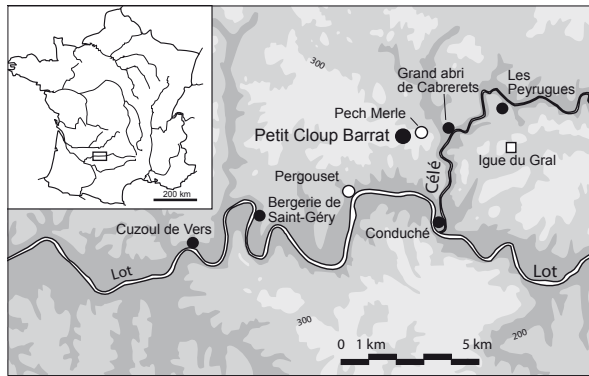 300
Grand abri
de Cabrerets
Les
Peyrugues
Pech Merle
Petit Cloup Barrat
Igue du Gral
Célé
Pergouset
200 km
Bergerie de
Saint-Géry
Cuzoul de Vers
Conduché
Lot
Lot
300
200
0 1 km 5 km